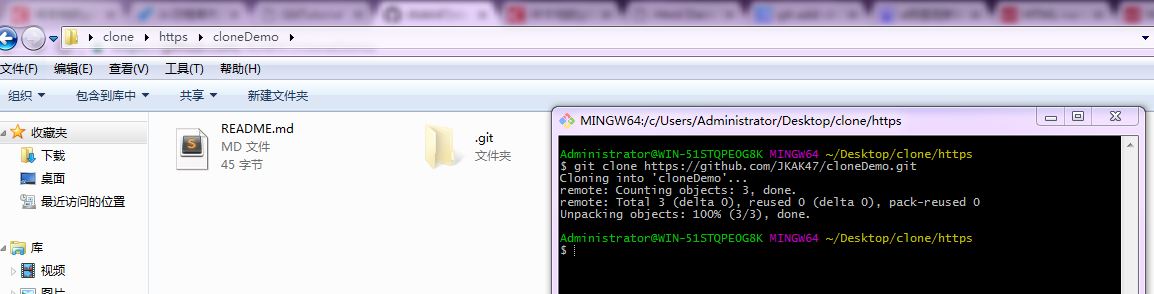 clone
https
cloneDemo
文件(F) 编辑(E) 查看(V) 工具(T) 帮助(H)
组织 包含到库中 共享 新建文件夹
收藏夹
下载
桌面
最近访问的位置
库
视频
图片
README.md
MD 文件
45 字节
.git
文件夹
MINGW64:/c/Users/Administrator/Desktop/clone/https
Administrator@WIN-51STQPEOG8K MINGW64 ~/Desktop/clone/https
$ git clone https://github.com/JKAK47/cloneDemo.git
Cloning into 'cloneDemo'...
remote: Counting objects: 3, done.
remote: Total 3 (delta 0), reused 0 (delta 0), pack-reused 0
Unpacking objects: 100% (3/3), done.
Administrator@WIN-51STQPEOG8K MINGW64 ~/Desktop/clone/https
$